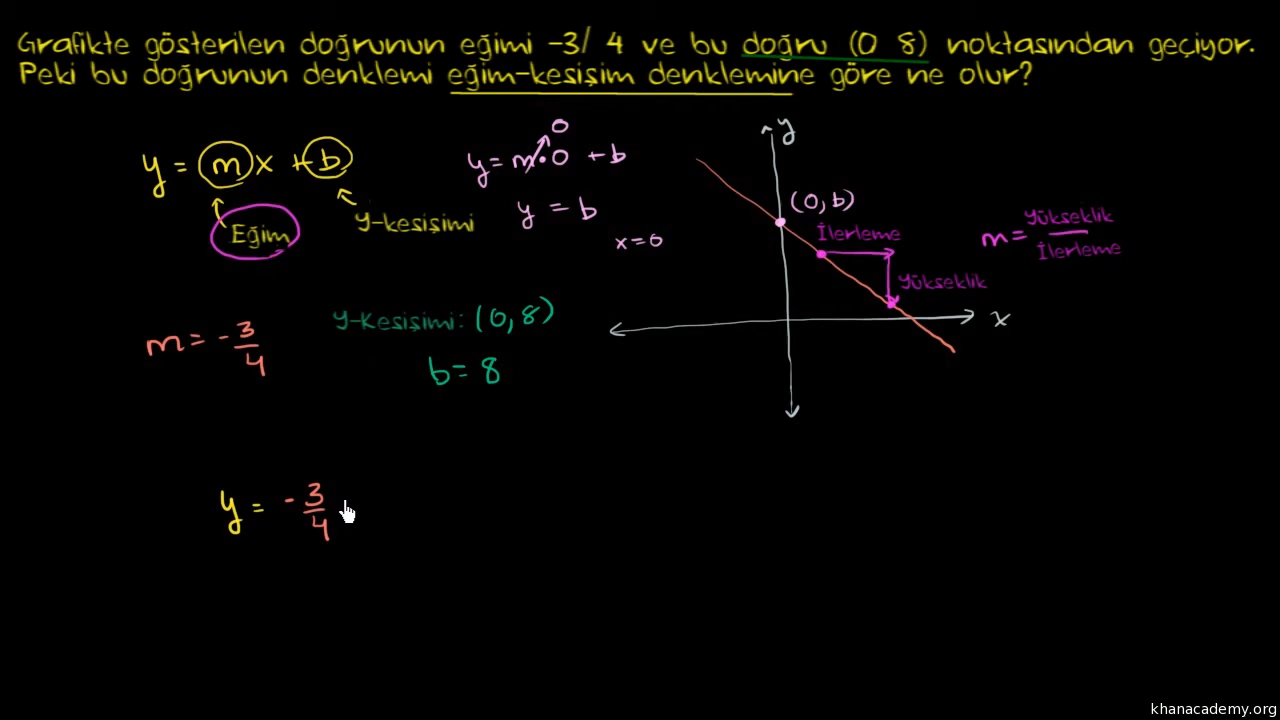 Grafikte gösterilen doğrunun eğimi -3/ 4 ve bu doğru (0 8) noktasından geçiyor.
Peki bu doğrunun denklemi eğim-kesişim denklemine göre ne olur?
y = mx + b
Eğim
y-kesişimi
0
y = m·0 + b
y = b
x=0
y
(0, b)
İlerleme
Yükseklik
x
m = Yükseklik
İlerleme
m = -3/4
y-kesişimi: (0, 8)
b = 8
y = -3/4
khanacademy.org